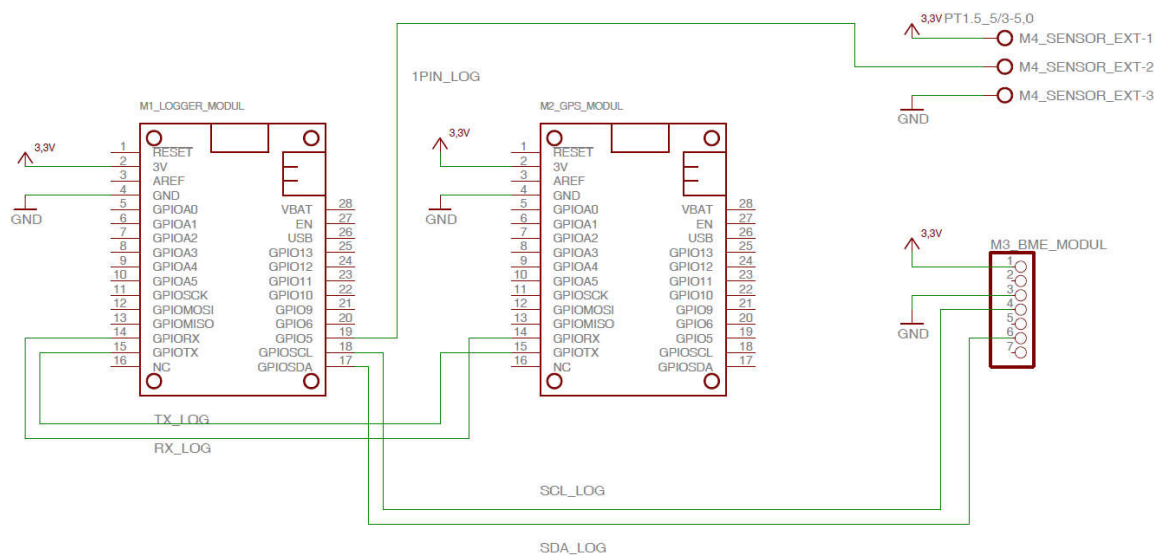 3,3V PT1.5_5/3-5,0
M4_SENSOR_EXT-1
M4_SENSOR_EXT-2
M4_SENSOR_EXT-3
GND
1PIN_LOG
M1_LOGGER_MODUL
3,3V
GND
1 RESET
2 3V
3 AREF
4 GND
5 GPIOA0 VBAT 28
6 GPIOA1 EN 27
7 GPIOA2 USB 26
8 GPIOA3 GPIO13 25
9 GPIOA4 GPIO12 24
10 GPIOA5 GPIO11 23
11 GPIOSCK GPIO10 22
12 GPIOMOSI GPIO9 21
13 GPIOMISO GPIO6 20
14 GPIORX GPIO5 19
15 GPIOTX GPIOSCL 18
16 NC GPIOSDA 17
M2_GPS_MODUL
3,3V
GND
1 RESET
2 3V
3 AREF
4 GND
5 GPIOA0 VBAT 28
6 GPIOA1 EN 27
7 GPIOA2 USB 26
8 GPIOA3 GPIO13 25
9 GPIOA4 GPIO12 24
10 GPIOA5 GPIO11 23
11 GPIOSCK GPIO10 22
12 GPIOMOSI GPIO9 21
13 GPIOMISO GPIO6 20
14 GPIORX GPIO5 19
15 GPIOTX GPIOSCL 18
16 NC GPIOSDA 17
3,3V
M3_BME_MODUL
GND
1
2
3
4
5
6
7
TX_LOG
RX_LOG
SCL_LOG
SDA_LOG